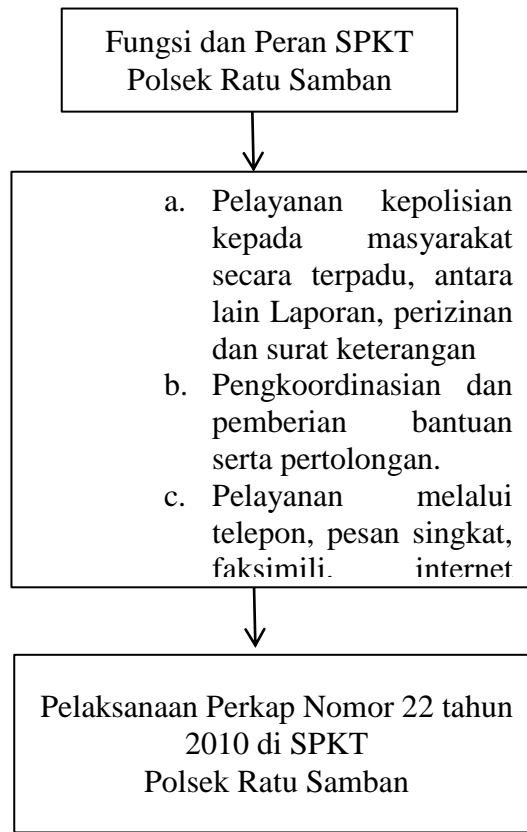 Fungsi dan Peran SPKT
Polsek Ratu Samban
a. Pelayanan kepolisian
kepada masyarakat
secara terpadu, antara
lain Laporan, perizinan
dan surat keterangan
b. Pengkoordinasian dan
pemberian bantuan
serta pertolongan.
c. Pelayanan melalui
telepon, pesan singkat,
faksimili, internet
Pelaksanaan Perkap Nomor 22 tahun
2010 di SPKT
Polsek Ratu Samban